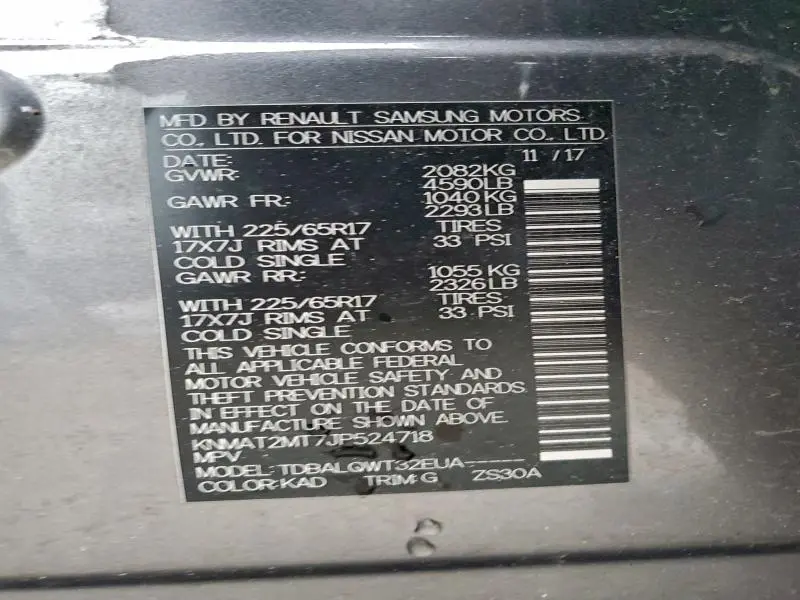 MFD BY RENAULT SAMSUNG MOTORS
CO., LTD. FOR NISSAN MOTOR CO., LTD.
DATE: 11 / 17
GVWR: 2082KG
4590LB
GAWR FR: 1040KG
2293LB
WITH 225/65R17 TIRES
17X7J RIMS AT 33 PSI
COLD SINGLE
GAWR RR: 1055KG
2326LB
WITH 225/65R17 TIRES
17X7J RIMS AT 33 PSI
COLD SINGLE
THIS VEHICLE CONFORMS TO
ALL APPLICABLE FEDERAL
MOTOR VEHICLE SAFETY AND
THEFT PREVENTION STANDARDS
IN EFFECT ON THE DATE OF
MANUFACTURE SHOWN ABOVE.
KNMAT2MT7JP524718
MPV
MODEL: TDBALQWT32EUA-----
COLOR:KAD TRIM:G ZS30A